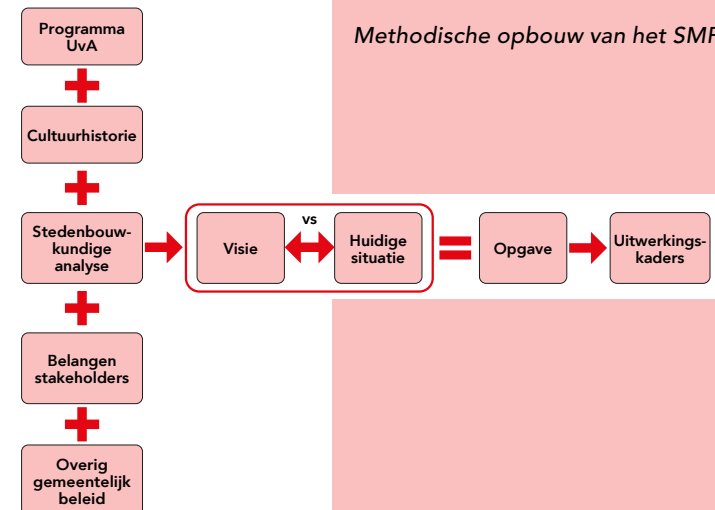 Programma
UvA
Methodische opbouw van het SMF
Cultuurhistorie
Stedenbouw-
kundige
analyse
Visie
vs
Huidige
situatie
Opgave
Uitwerkings-
kaders
Belangen
stakeholders
Overig
gemeentelijk
beleid